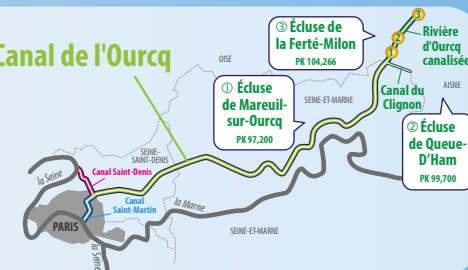 Canal de l'Ourcq
OISE
③ Écluse de
la Ferté-Milon
PK 104,266
3
2
1
Rivière
d'Ourcq
canalisée
AISNE
① Écluse
de Mareuil-
sur-Ourcq
PK 97,200
SEINE-ET-MARNE
Canal du
Clignon
② Écluse
de Queue-
D'Ham
PK 99,700
SEINE-
SAINT-DENIS
la Seine
Canal Saint-Denis
Canal
Saint-Martin
la Marne
PARIS
SEINE-ET-MARNE
la Seine